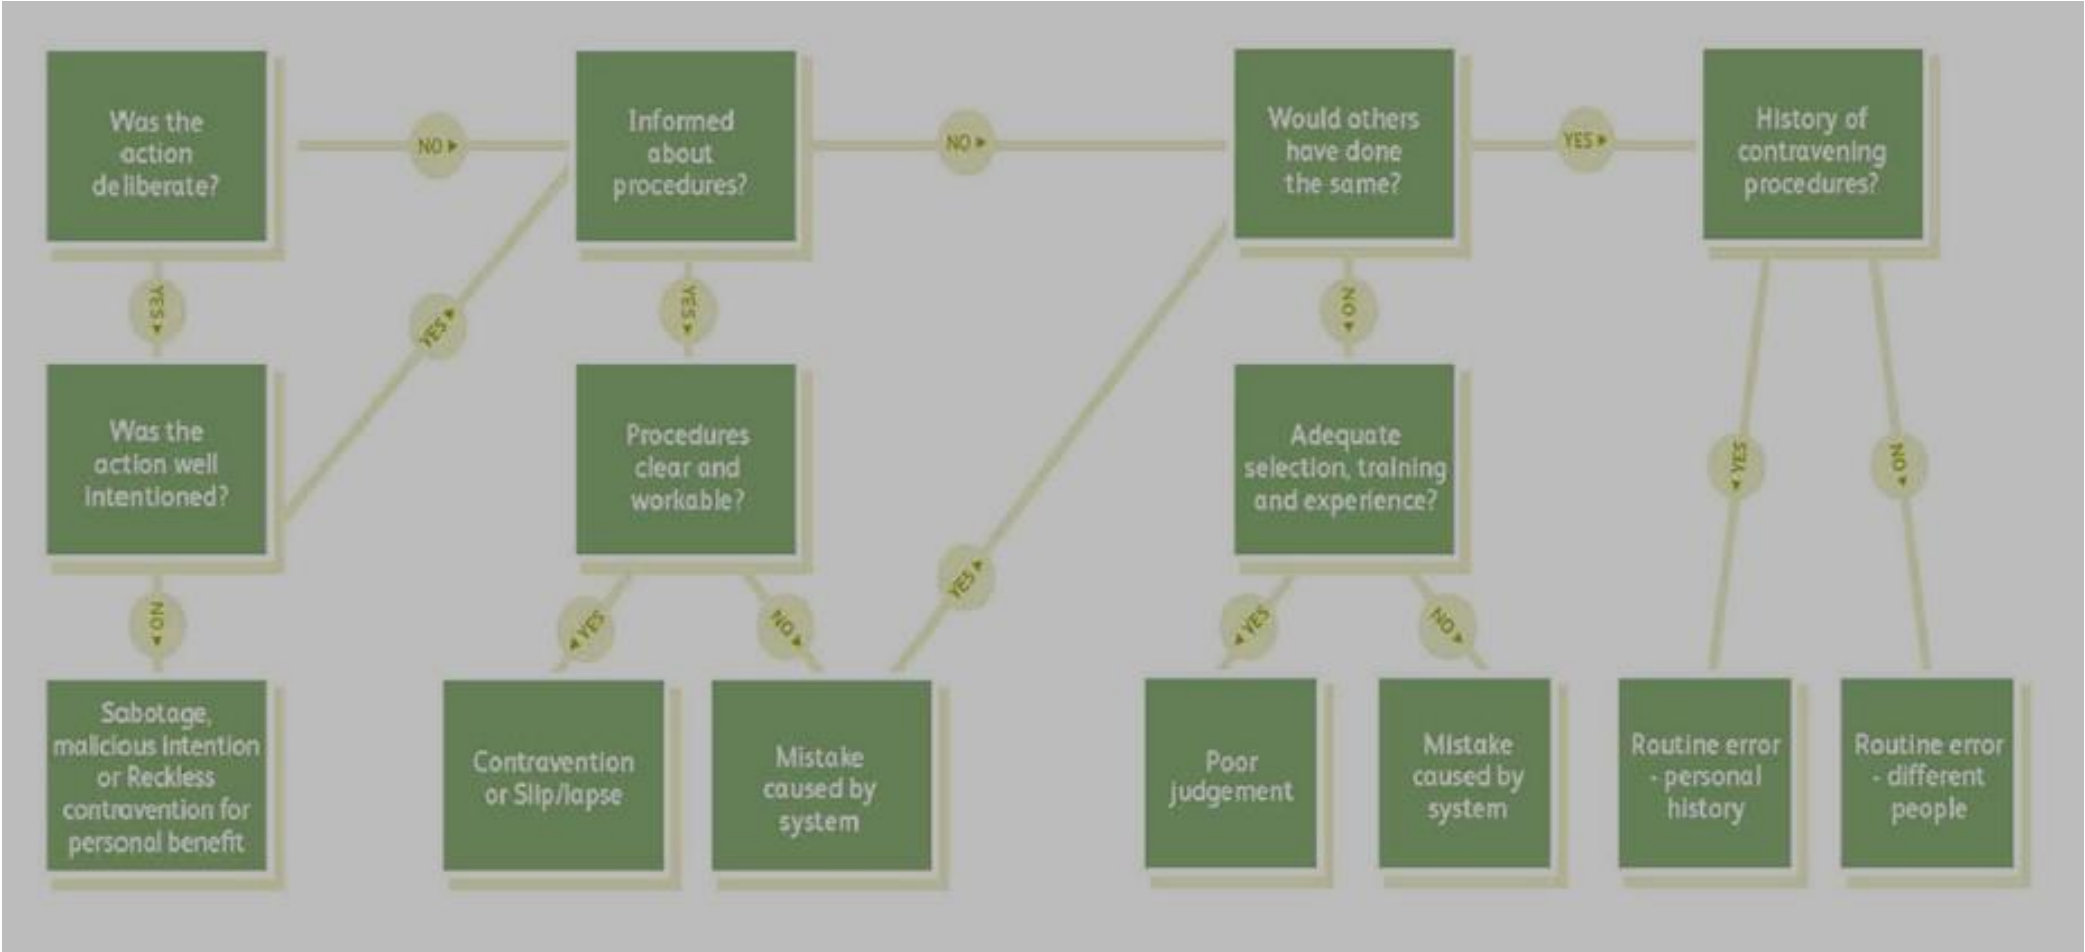 Was the
action
deliberate?
NO
Informed
about
procedures?
NO
Would others
have done
the same?
YES
History of
contravening
procedures?
YES
YES
YES
NO
Was the
action well
intentioned?
Procedures
clear and
workable?
Adequate
selection, training
and experience?
YES
NO
NO
YES
NO
YES
YES
NO
Sabotage,
malicious intention
or Reckless
contravention for
personal benefit
Contravention
or Slip/lapse
Mistake
caused by
system
Poor
judgement
Mistake
caused by
system
Routine error
- personal
history
Routine error
- different
people